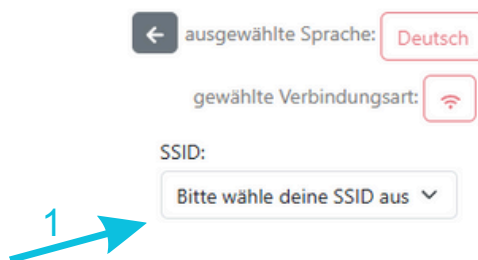 ausgewählte Sprache: Deutsch
gewählte Verbindungsart:
SSID:
Bitte wähle deine SSID aus
1